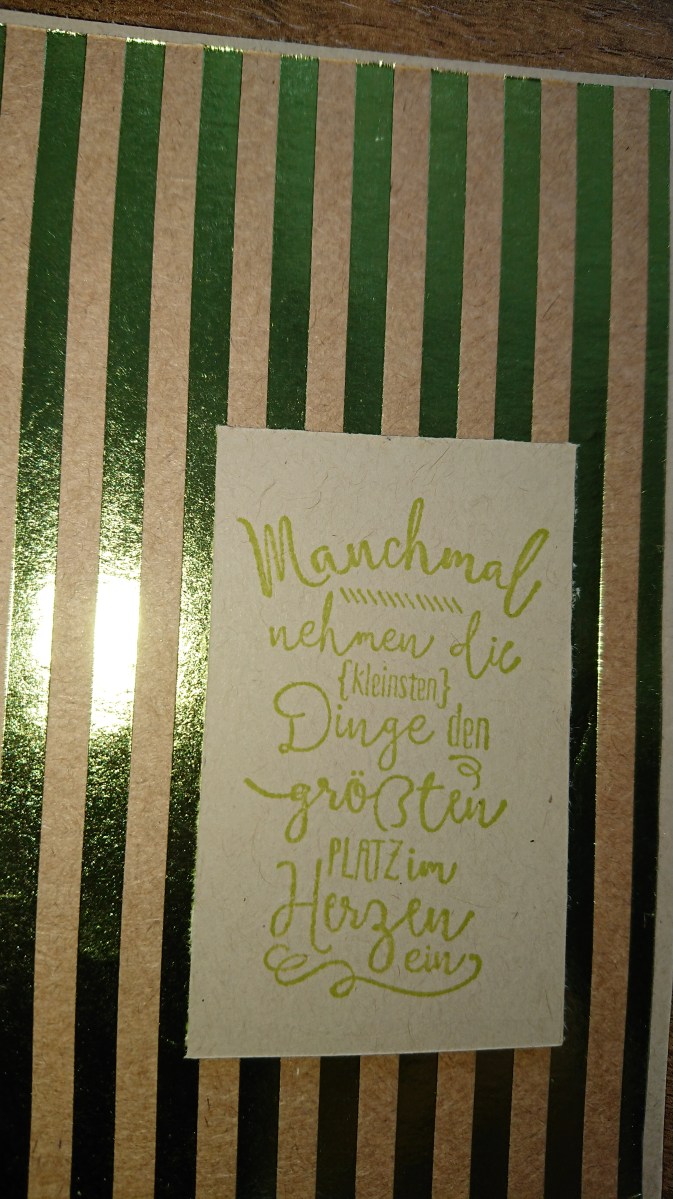 Manchmal
nehmen die
{kleinsten}
Dinge den
größten
PLATZ im
Herzen
ein